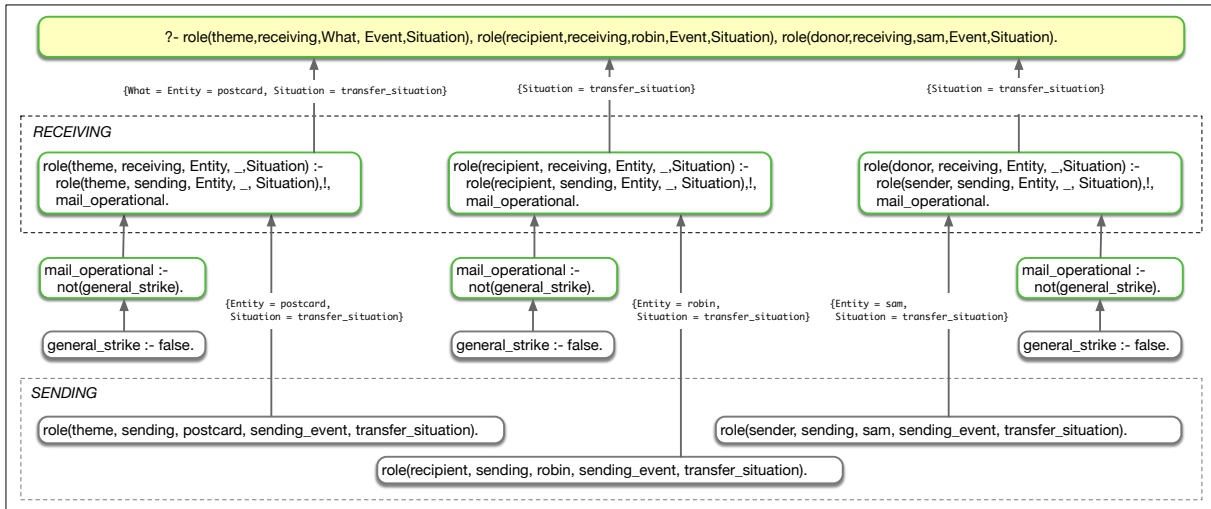 ?- role(theme,receiving,What, Event,Situation), role(recipient,receiving,robin,Event,Situation), role(donor,receiving,sam,Event,Situation).
{What = Entity = postcard, Situation = transfer_situation}
{Situation = transfer_situation}
{Situation = transfer_situation}
RECEIVING
role(theme, receiving, Entity, _,Situation) :-
role(theme, sending, Entity, _, Situation),!,
mail_operational.
role(recipient, receiving, Entity, _,Situation) :-
role(recipient, sending, Entity, _, Situation),!,
mail_operational.
role(donor, receiving, Entity, _,Situation) :-
role(sender, sending, Entity, _, Situation),!,
mail_operational.
mail_operational :-
not(general_strike).
mail_operational :-
not(general_strike).
mail_operational :-
not(general_strike).
{Entity = postcard,
Situation = transfer_situation}
{Entity = robin,
Situation = transfer_situation}
{Entity = sam,
Situation = transfer_situation}
general_strike :- false.
general_strike :- false.
general_strike :- false.
SENDING
role(theme, sending, postcard, sending_event, transfer_situation).
role(sender, sending, sam, sending_event, transfer_situation).
role(recipient, sending, robin, sending_event, transfer_situation).